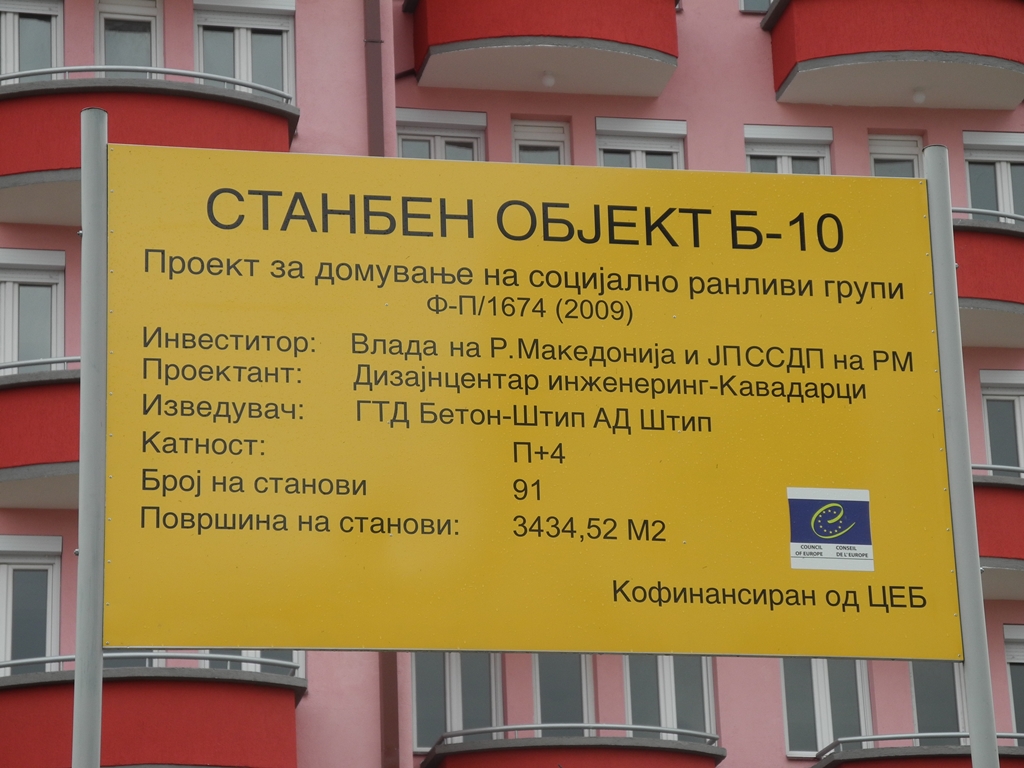 СТАНБЕН ОБЈЕКТ Б-10
Проект за домување на социјално ранливи групи
Ф-П/1674 (2009)
Инвеститор: Влада на Р.Македонија и ЈПССДП на РМ
Проектант: Дизајнцентар инженеринг-Кавадарци
Изведувач: ГТД Бетон-Штип АД Штип
Катност: П+4
Број на станови 91
Површина на станови: 3434,52 М2
COUNCIL CONSEIL
OF EUROPE DE L'EUROPE
Кофинансиран од ЦЕБ